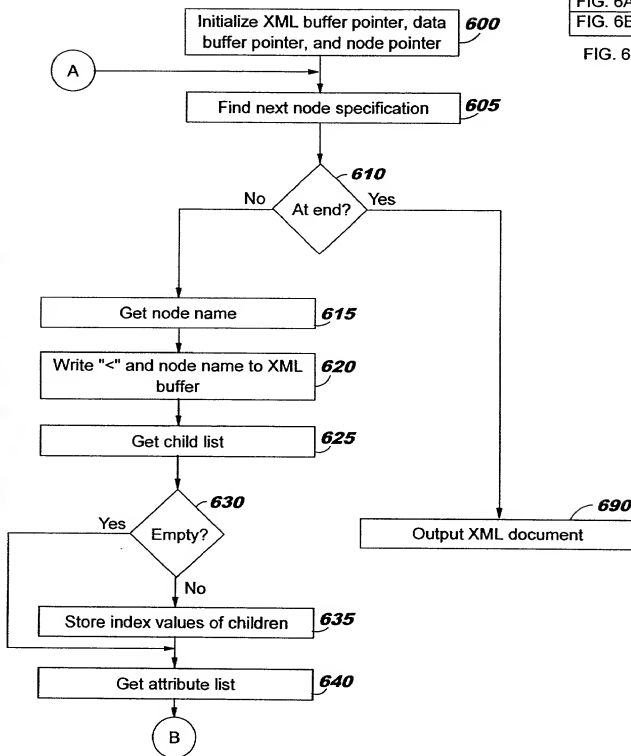 Initialize XML buffer pointer, data
buffer pointer, and node pointer
600
FIG. 6A
FIG. 6B
FIG. 6
A
Find next node specification
605
610
No
At end?
Yes
Get node name
615
Write "<" and node name to XML
buffer
620
Get child list
625
630
Yes
Empty?
No
690
Output XML document
Store index values of children
635
Get attribute list
640
B